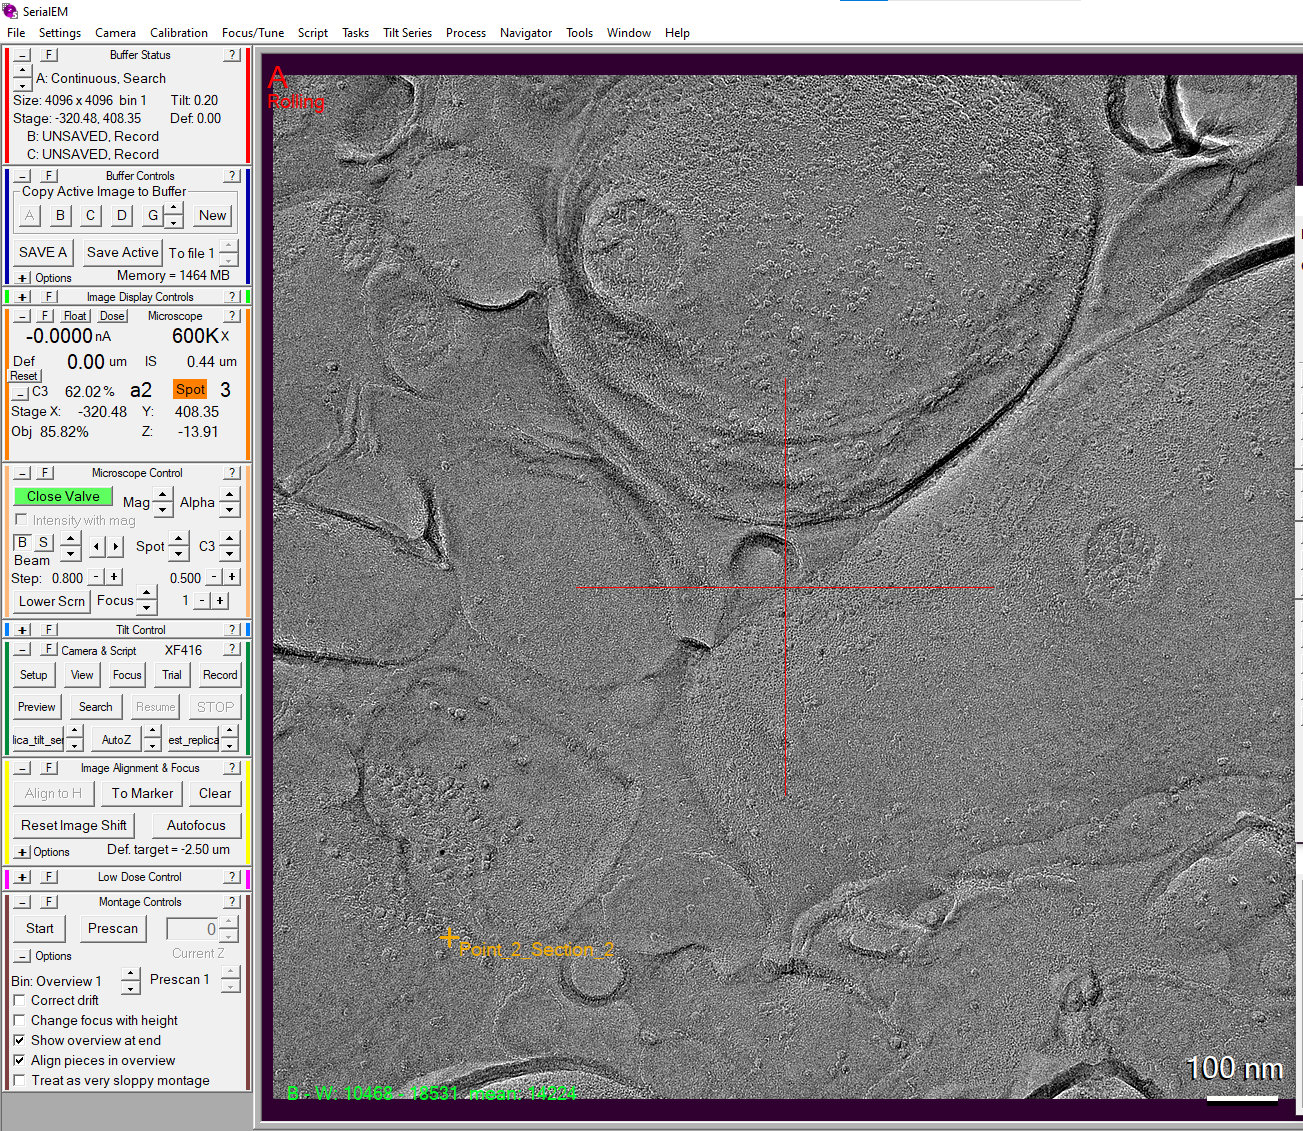 SerialEM
File Settings Camera Calibration Focus/Tune Script Tasks Tilt Series Process Navigator Tools Window Help
– F Buffer Status ?
A: Continuous, Search
Size: 4096 x 4096 bin 1 Tilt: 0.20
Stage: -320.48, 408.35 Def: 0.00
B: UNSAVED, Record
C: UNSAVED, Record
– F Buffer Controls ?
Copy Active Image to Buffer
A B C D G New
SAVE A Save Active To file 1
+ Options Memory = 1464 MB
+ F Image Display Controls ?
– F Float Dose Microscope ?
-0.0000 nA 600K X
Def 0.00 um IS 0.44 um
Reset
– C3 62.02 % a2 Spot 3
Stage X: -320.48 Y: 408.35
Obj 85.82% Z: -13.91
– F Microscope Control ?
Close Valve Mag Alpha
Intensity with mag
B S Spot C3
Beam
Step: 0.800 - + 0.500 - +
Lower Scrn Focus 1 - +
+ F Tilt Control ?
– F Camera & Script XF416 ?
Setup View Focus Trial Record
Preview Search Resume STOP
lica_tilt_ser AutoZ est_replica
– F Image Alignment & Focus ?
Align to H To Marker Clear
Reset Image Shift Autofocus
+ Options Def. target = -2.50 um
+ F Low Dose Control ?
– F Montage Controls ?
Start Prescan 0
– Options Current Z
Bin: Overview 1 Prescan 1
Correct drift
Change focus with height
Show overview at end
Align pieces in overview
Treat as very sloppy montage
A
Rolling
Point_2_Section_2
100 nm
B - W: 10468 - 18531 mean: 14224